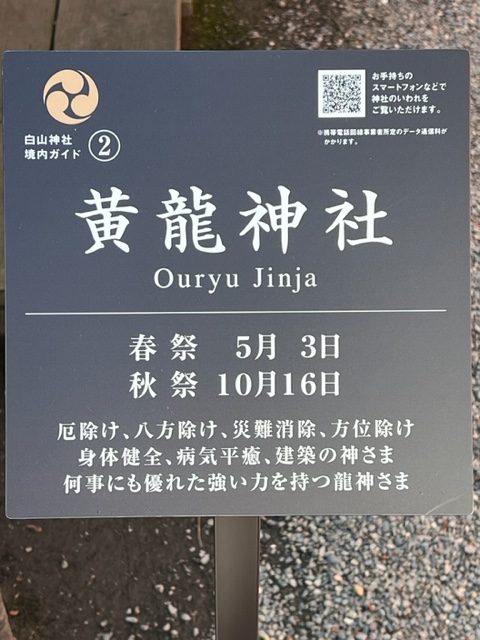 白山神社
境内ガイド ②
お手持ちの
スマートフォンなどで
神社のいわれを
ご覧いただけます。
※携帯電話回線事業者所定のデータ通信料が
かかります。
黄龍神社
Ouryu Jinja
春祭 5月 3日
秋祭 10月16日
厄除け、八方除け、災難消除、方位除け
身体健全、病気平癒、建築の神さま
何事にも優れた強い力を持つ龍神さま